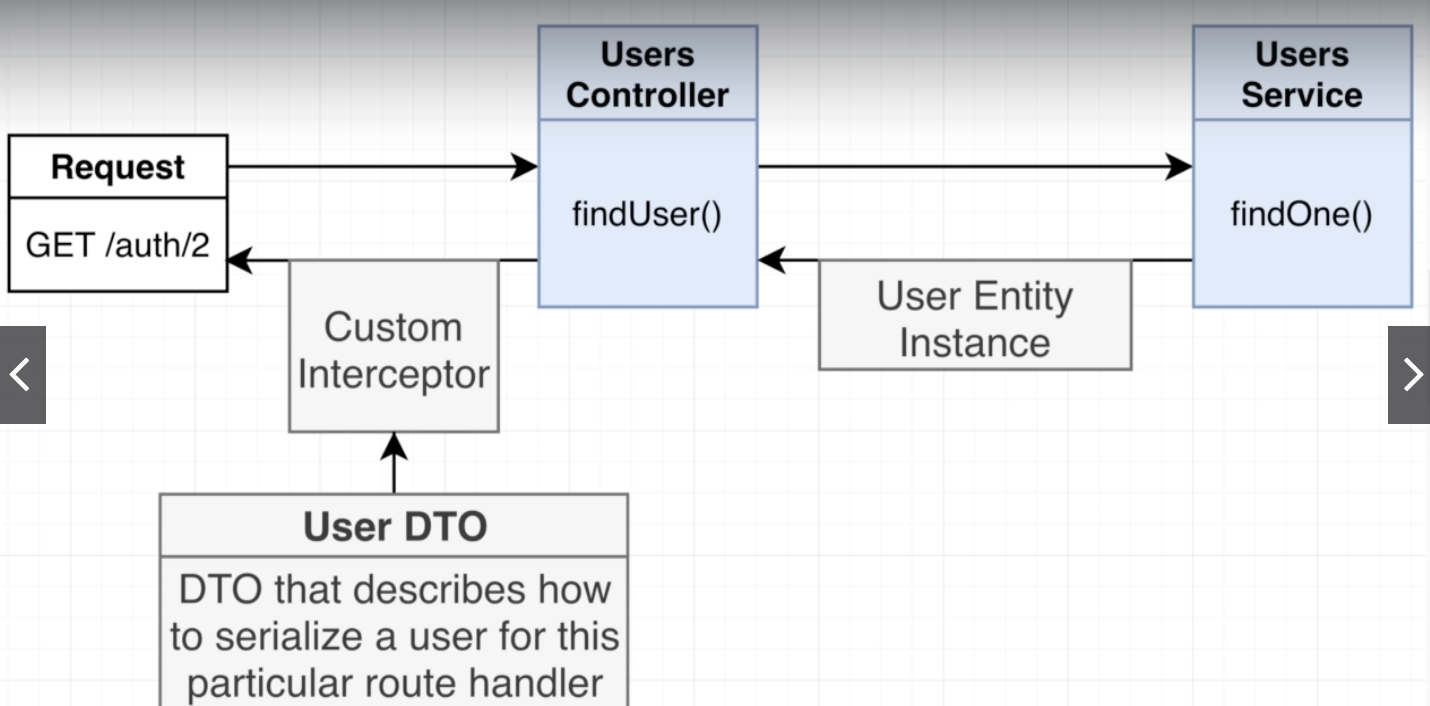 Users
Controller
Users
Service
Request
GET /auth/2
findUser()
findOne()
Custom
Interceptor
User Entity
Instance
User DTO
DTO that describes how
to serialize a user for this
particular route handler